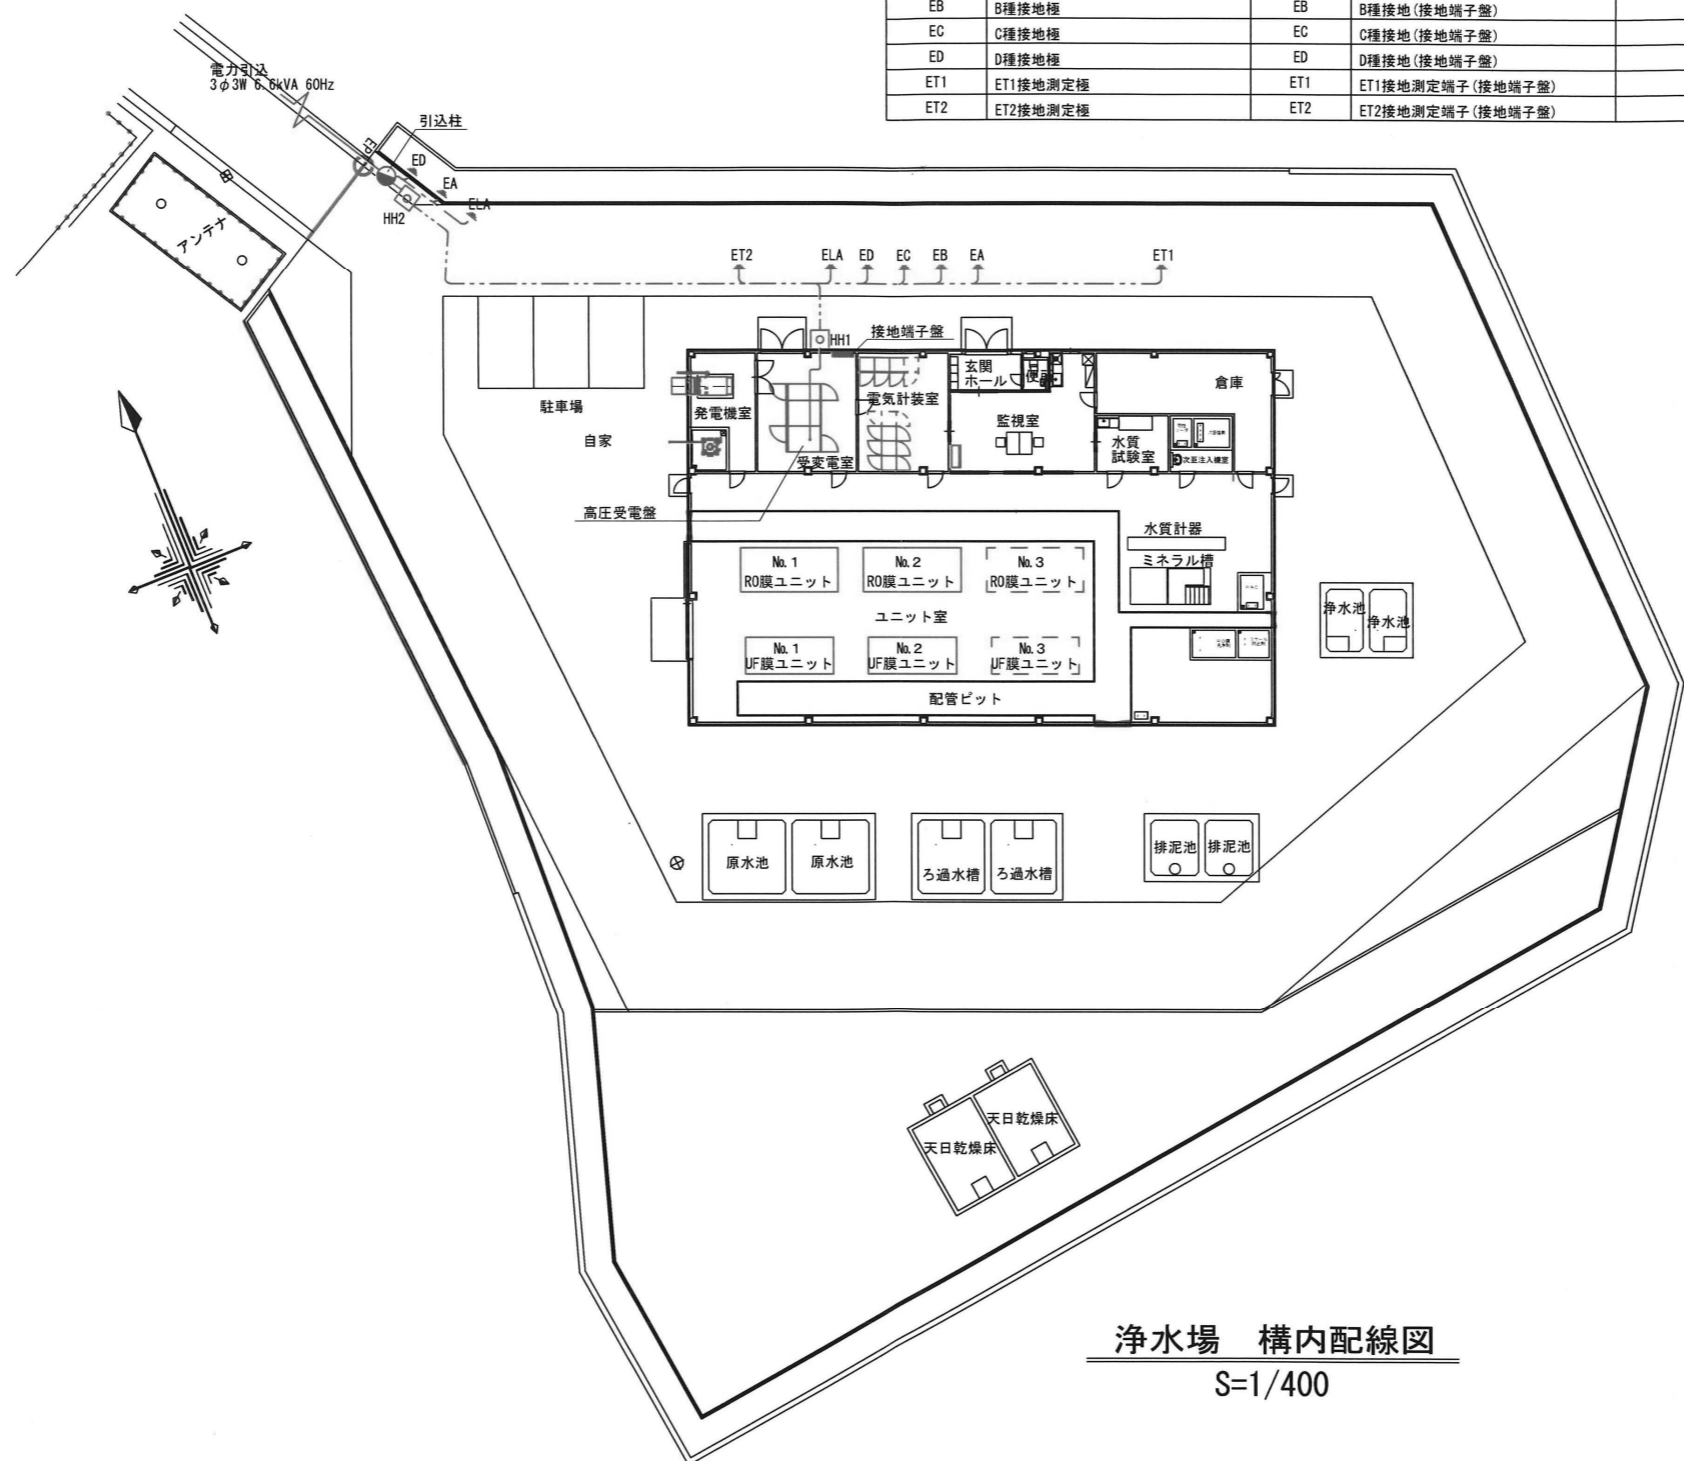 EB B種接地極 EB B種接地(接地端子盤)
EC C種接地極 EC C種接地(接地端子盤)
ED D種接地極 ED D種接地(接地端子盤)
ET1 ET1接地測定極 ET1 ET1接地測定端子(接地端子盤)
ET2 ET2接地測定極 ET2 ET2接地測定端子(接地端子盤)
電力引込
3φ3W 6.6kVA 60Hz
引込柱
EP
ED
EA
ELA
HH2
アンテナ
ET2 ELA ED EC EB EA ET1
HH1
接地端子盤
玄関
ホール
便所
倉庫
駐車場
発電機室
電気計装室
監視室
自家
受変電室
水質
試験室
次亜注入機室
高圧受電盤
水質計器
ミネラル槽
No.1
RO膜ユニット
No.2
RO膜ユニット
No.3
RO膜ユニット
ユニット室
No.1
UF膜ユニット
No.2
UF膜ユニット
No.3
UF膜ユニット
配管ピット
浄水池
浄水池
原水池
原水池
ろ過水槽
ろ過水槽
排泥池
排泥池
天日乾燥床
天日乾燥床
浄水場 構内配線図
S=1/400